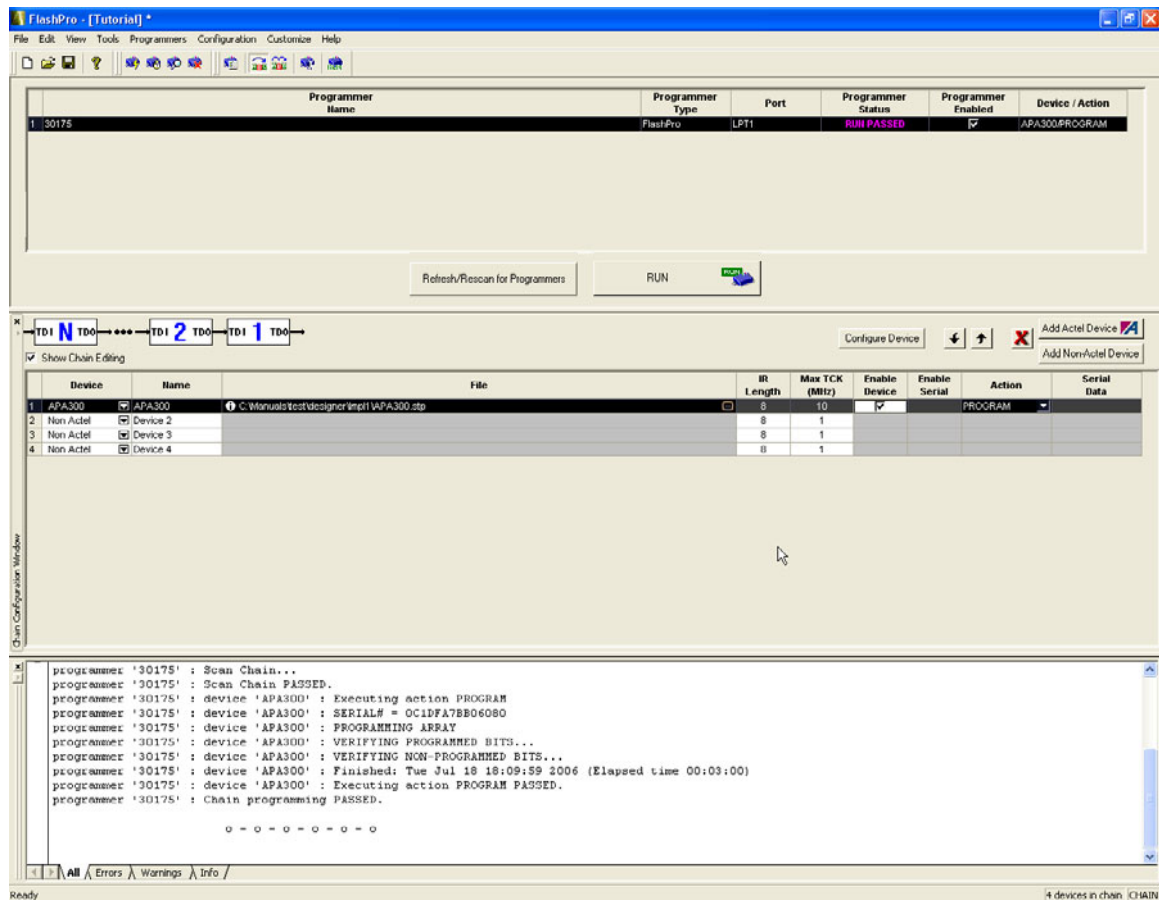 FlashPro - [Tutorial] *
File Edit View Tools Programmers Configuration Customize Help
Programmer Name Programmer Type Port Programmer Status Programmer Enabled Device / Action
1 30175 FlashPro LPT1 RUN PASSED APA300/PROGRAM
Refresh/Rescan for Programmers RUN RUN
TDI N TDO TDI 2 TDO TDI 1 TDO
Configure Device Add Actel Device
Show Chain Editing Add Non-Actel Device
Device Name File IR Length Max TCK (MHz) Enable Device Enable Serial Action Serial Data
1 APA300 APA300 C:\Manuals\test\designer\impl1\APA300.stp 8 10 PROGRAM
2 Non Actel Device 2 8 1
3 Non Actel Device 3 8 1
4 Non Actel Device 4 8 1
Chain Configuration Window
programmer '30175' : Scan Chain...
programmer '30175' : Scan Chain PASSED.
programmer '30175' : device 'APA300' : Executing action PROGRAM
programmer '30175' : device 'APA300' : SERIAL# = 0C1DFA7BB06080
programmer '30175' : device 'APA300' : PROGRAMMING ARRAY
programmer '30175' : device 'APA300' : VERIFYING PROGRAMMED BITS...
programmer '30175' : device 'APA300' : VERIFYING NON-PROGRAMMED BITS...
programmer '30175' : device 'APA300' : Finished: Tue Jul 18 18:09:59 2006 (Elapsed time 00:03:00)
programmer '30175' : device 'APA300' : Executing action PROGRAM PASSED.
programmer '30175' : Chain programming PASSED.
o - o - o - o - o - o
All Errors Warnings Info
Ready 4 devices in chain CHAIN